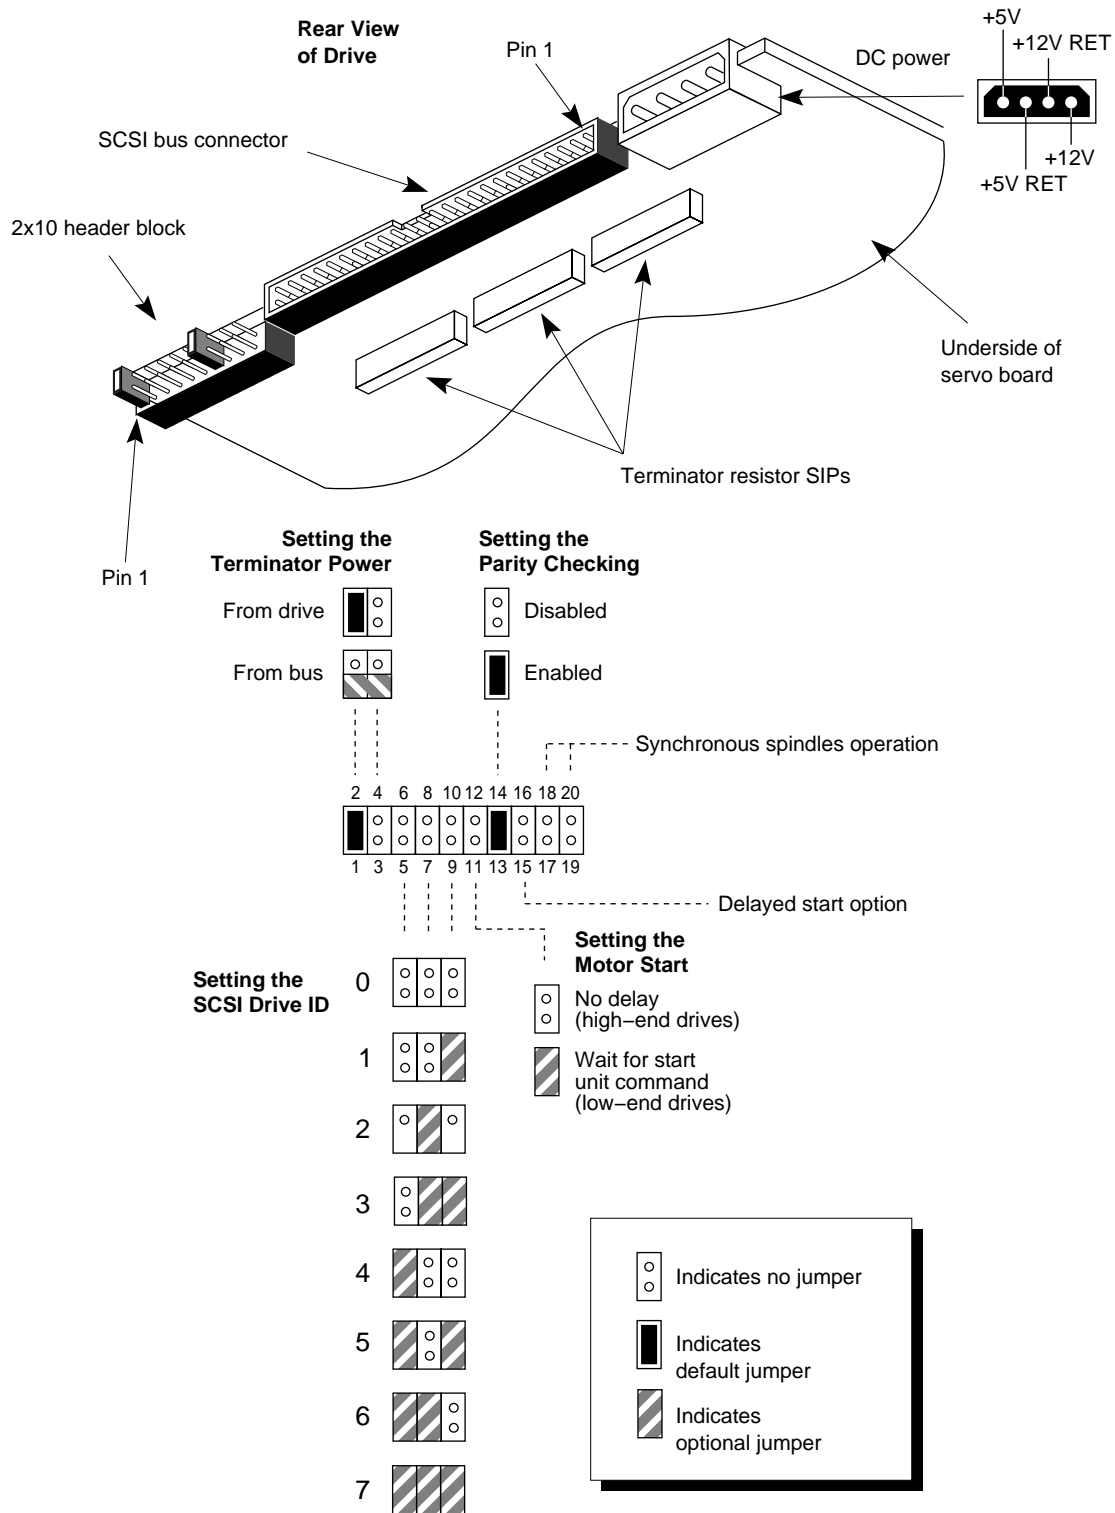 Rear View
of Drive
Pin 1
+5V
+12V RET
DC power
SCSI bus connector
+12V
+5V RET
2x10 header block
Underside of
servo board
Terminator resistor SIPs
Pin 1
Setting the
Terminator Power
Setting the
Parity Checking
From drive
Disabled
From bus
Enabled
Synchronous spindles operation
2 4 6 8 10 12 14 16 18 20
1 3 5 7 9 11 13 15 17 19
Delayed start option
Setting the
Motor Start
Setting the
SCSI Drive ID
0
No delay
(high–end drives)
1
Wait for start
unit command
(low–end drives)
2
3
4
Indicates no jumper
5
Indicates
default jumper
6
Indicates
optional jumper
7